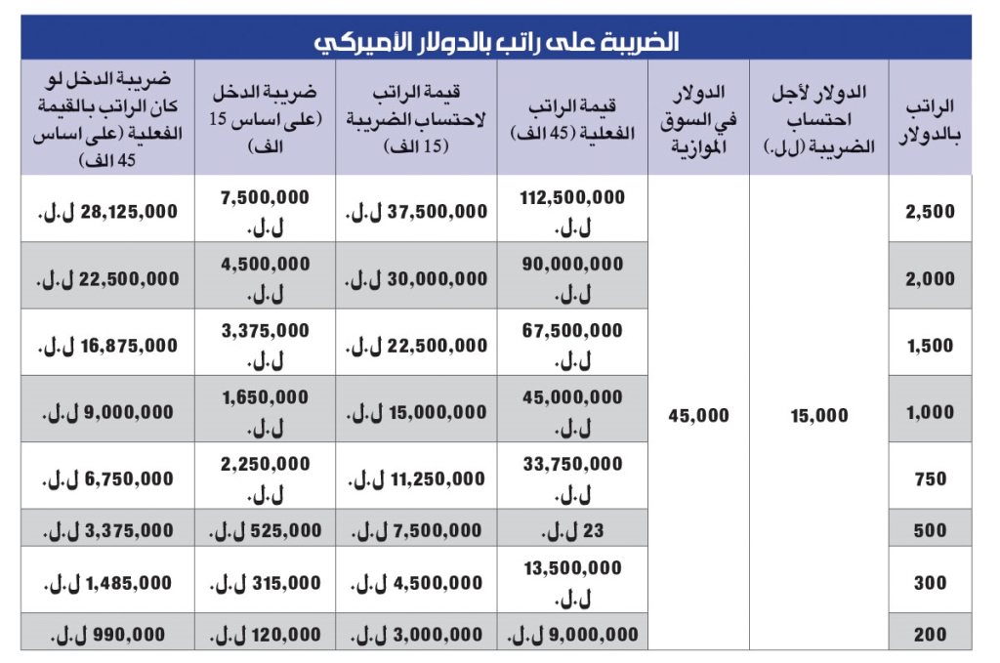 الضريبة على راتب بالدولار الأميركي
الراتب
بالدولار
الدولار لأجل
احتساب
الضريبة (ل.ل.)
الدولار
في السوق
الموازية
قيمة الراتب
الفعلية (45 الف)
قيمة الراتب
لاحتساب الضريبة
(15 الف)
ضريبة الدخل
(على اساس 15
الف)
ضريبة الدخل لو
كان الراتب بالقيمة
الفعلية (على اساس
45 الف)
2,500
15,000
45,000
112,500,000
ل.ل.
37,500,000 ل.ل.
7,500,000
ل.ل.
28,125,000 ل.ل.
2,000
90,000,000
ل.ل.
30,000,000 ل.ل.
4,500,000
ل.ل.
22,500,000 ل.ل.
1,500
67,500,000
ل.ل.
22,500,000 ل.ل.
3,375,000
ل.ل.
16,875,000 ل.ل.
1,000
45,000,000
ل.ل.
15,000,000 ل.ل.
1,650,000
ل.ل.
9,000,000 ل.ل.
750
33,750,000
ل.ل.
11,250,000 ل.ل.
2,250,000
ل.ل.
6,750,000 ل.ل.
500
23 ل.ل.
7,500,000 ل.ل.
525,000 ل.ل.
3,375,000 ل.ل.
300
13,500,000
ل.ل.
4,500,000 ل.ل.
315,000 ل.ل.
1,485,000 ل.ل.
200
9,000,000 ل.ل.
3,000,000 ل.ل.
120,000 ل.ل.
990,000 ل.ل.